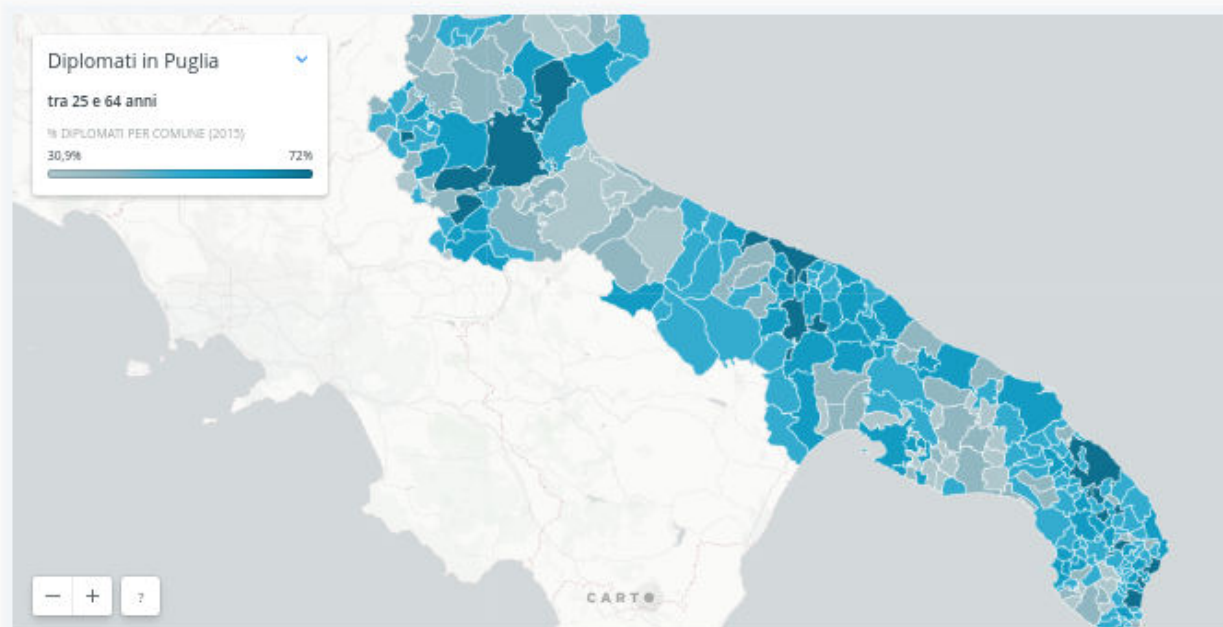 Diplomati in Puglia
tra 25 e 64 anni
% DIPLOMATI PER COMUNE (2015)
30,9% 72%
− + ?
CARTO